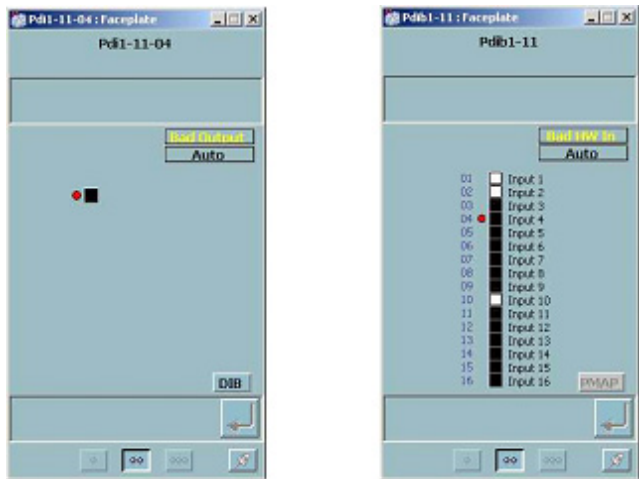 Pdi1-11-04 : Faceplate
Pdi1-11-04
Bad Output
Auto
DIB
Pdib1-11 : Faceplate
Pdib1-11
Bad HW In
Auto
01 Input 1
02 Input 2
03 Input 3
04 Input 4
05 Input 5
06 Input 6
07 Input 7
08 Input 8
09 Input 9
10 Input 10
11 Input 11
12 Input 12
13 Input 13
14 Input 14
15 Input 15
16 Input 16
PMAP